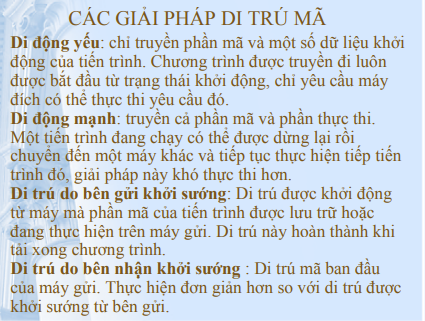 CÁC GIẢI PHÁP DI TRÚ MÃ
Di động yếu: chỉ truyền phần mã và một số dữ liệu khởi
động của tiến trình. Chương trình được truyền đi luôn
được bắt đầu từ trạng thái khởi động, chỉ yêu cầu máy
đích có thể thực thi yêu cầu đó.
Di động mạnh: truyền cả phần mã và phần thực thi.
Một tiến trình đang chạy có thể được dừng lại rồi
chuyển đến một máy khác và tiếp tục thực hiện tiếp tiến
trình đó, giải pháp này khó thực thi hơn.
Di trú do bên gửi khởi sướng: Di trú được khởi động
từ máy mà phần mã của tiến trình được lưu trữ hoặc
đang thực hiện trên máy gửi. Di trú này hoàn thành khi
tải xong chương trình.
Di trú do bên nhận khởi sướng : Di trú mã ban đầu
của máy gửi. Thực hiện đơn giản hơn so với di trú được
khởi sướng từ bên gửi.